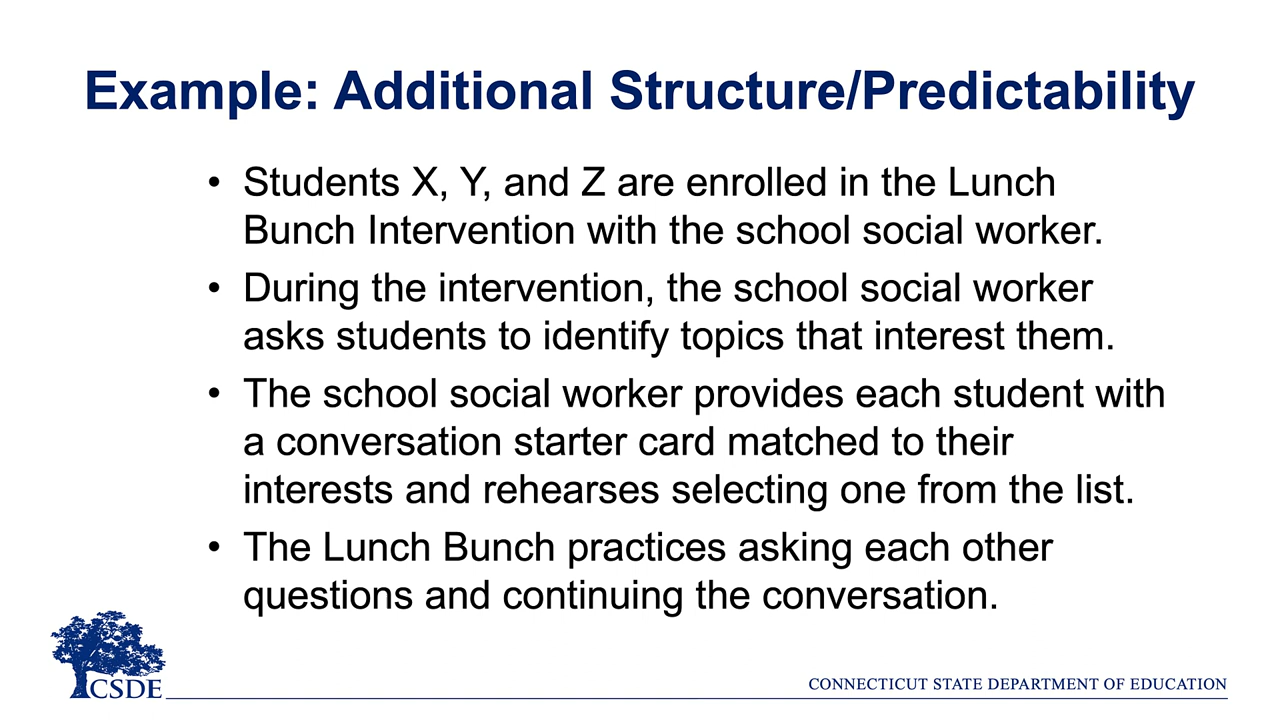 Example: Additional Structure/Predictability
• Students X, Y, and Z are enrolled in the Lunch
Bunch Intervention with the school social worker.
• During the intervention, the school social worker
asks students to identify topics that interest them.
• The school social worker provides each student with
a conversation starter card matched to their
interests and rehearses selecting one from the list.
• The Lunch Bunch practices asking each other
questions and continuing the conversation.
CSDE
CONNECTICUT STATE DEPARTMENT OF EDUCATION